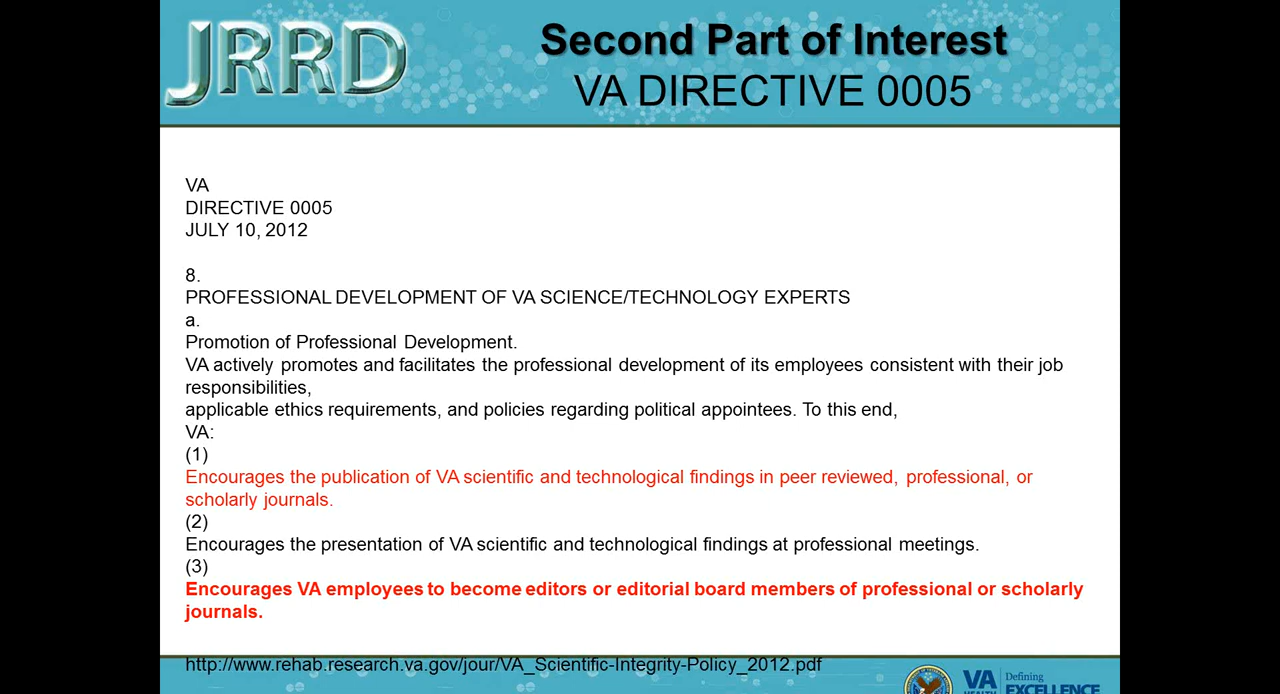 JRRD
Second Part of Interest
VA DIRECTIVE 0005
VA
DIRECTIVE 0005
JULY 10, 2012
8.
PROFESSIONAL DEVELOPMENT OF VA SCIENCE/TECHNOLOGY EXPERTS
a.
Promotion of Professional Development.
VA actively promotes and facilitates the professional development of its employees consistent with their job
responsibilities,
applicable ethics requirements, and policies regarding political appointees. To this end,
VA:
(1)
Encourages the publication of VA scientific and technological findings in peer reviewed, professional, or
scholarly journals.
(2)
Encourages the presentation of VA scientific and technological findings at professional meetings.
(3)
Encourages VA employees to become editors or editorial board members of professional or scholarly
journals.
http://www.rehab.research.va.gov/jour/VA_Scientific-Integrity-Policy_2012.pdf
VA
HEALTH
Defining
EXCELLENCE